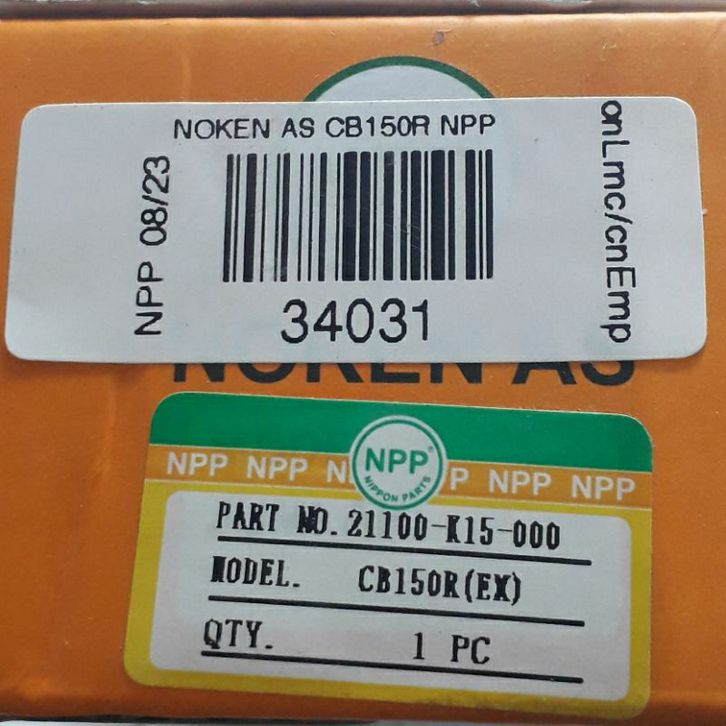 NOKEN AS CB150R NPP
NPP 08/23
onLmc/cnEmp
34031
NOKEN AS
NPP NPP N P NPP NPP
NPP
NIPPON PARTS
PART NO. 21100-K15-000
MODEL. CB150R(EX)
QTY. 1 PC